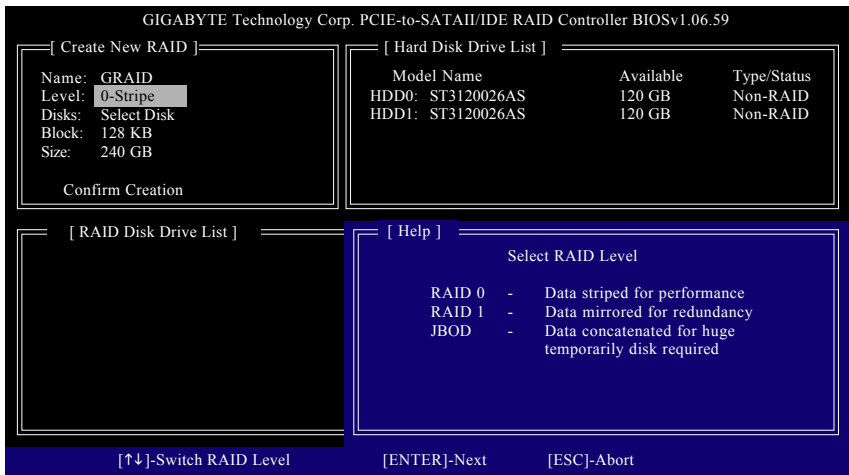 GIGABYTE Technology Corp. PCIE-to-SATAII/IDE RAID Controller BIOSv1.06.59
[ Create New RAID ]
Name: GRAID
Level: 0-Stripe
Disks: Select Disk
Block: 128 KB
Size: 240 GB
Confirm Creation
[ Hard Disk Drive List ]
Model Name Available Type/Status
HDD0: ST3120026AS 120 GB Non-RAID
HDD1: ST3120026AS 120 GB Non-RAID
[ RAID Disk Drive List ]
[ Help ]
Select RAID Level
RAID 0 - Data striped for performance
RAID 1 - Data mirrored for redundancy
JBOD - Data concatenated for huge
temporarily disk required
[↑↓]-Switch RAID Level [ENTER]-Next [ESC]-Abort